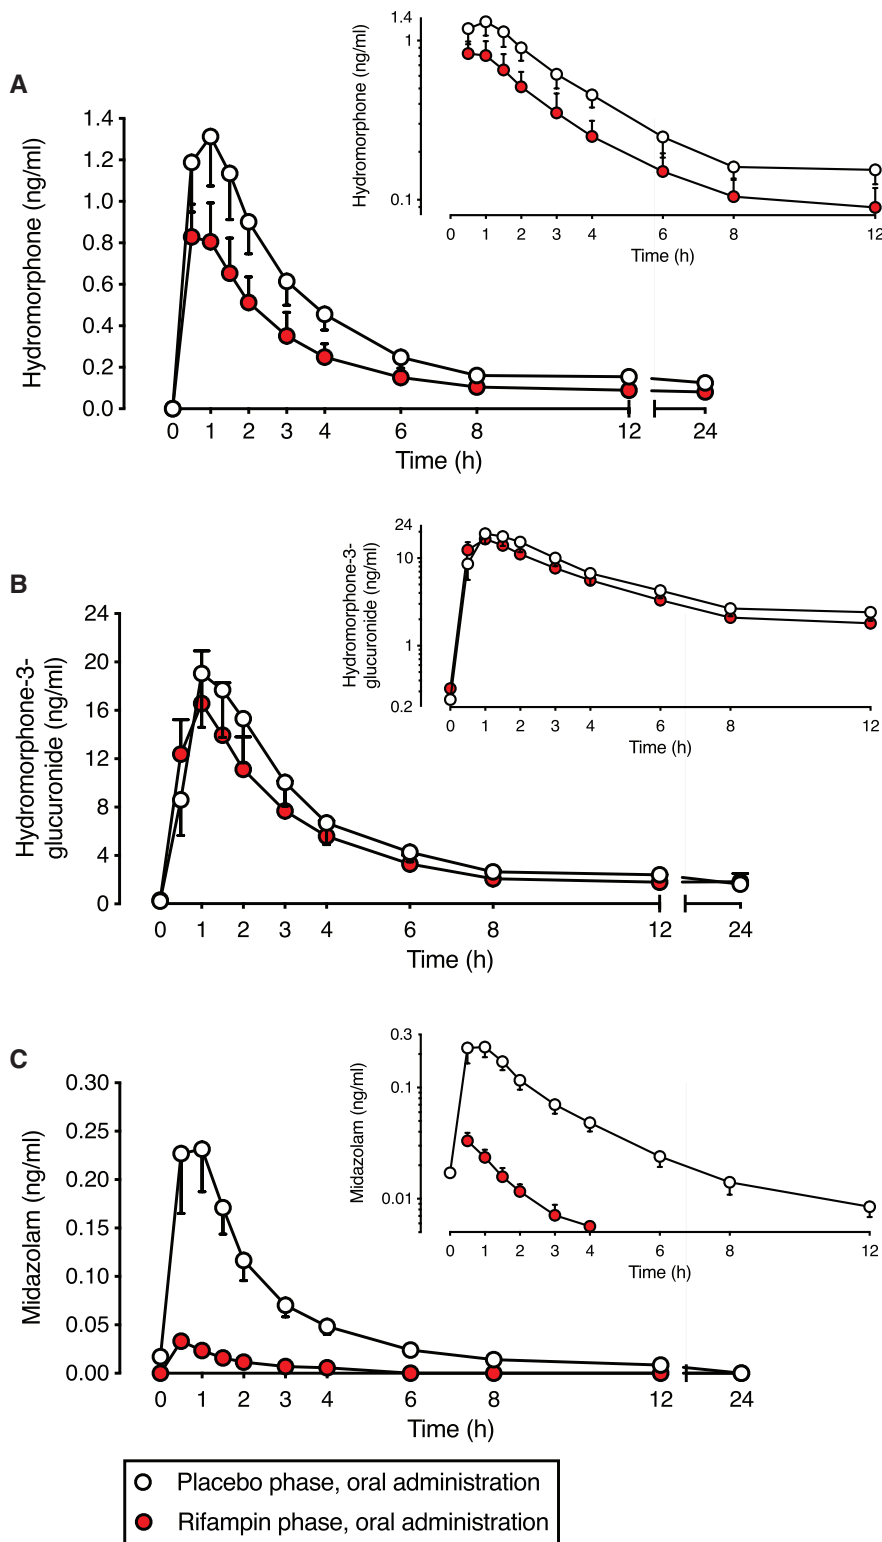 A
Hydromorphone (ng/ml)
1.4
1.2
1.0
0.8
0.6
0.4
0.2
0.0
0 1 2 3 4 6 8 12 24
Time (h)
Hydromorphone (ng/ml)
1.4
1
0.1
0 1 2 3 4 6 8 12
Time (h)
B
Hydromorphone-3-
glucuronide (ng/ml)
24
20
16
12
8
4
0
0 1 2 3 4 6 8 12 24
Time (h)
Hydromorphone-3-
glucuronide (ng/ml)
24
10
1
0.2
0 1 2 3 4 6 8 12
Time (h)
C
Midazolam (ng/ml)
0.30
0.25
0.20
0.15
0.10
0.05
0.00
0 1 2 3 4 6 8 12 24
Time (h)
Midazolam (ng/ml)
0.3
0.1
0.01
0 1 2 3 4 6 8 12
Time (h)
Placebo phase, oral administration
Rifampin phase, oral administration